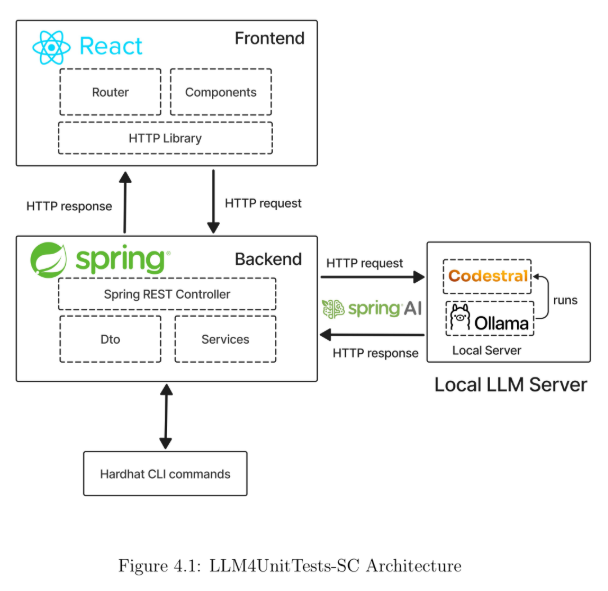 React
Frontend
Router
Components
HTTP Library
HTTP response
HTTP request
spring
Backend
Spring REST Controller
Dto
Services
HTTP request
spring AI
HTTP response
Codestral
runs
Ollama
Local Server
Local LLM Server
Hardhat CLI commands
Figure 4.1: LLM4UnitTests-SC Architecture